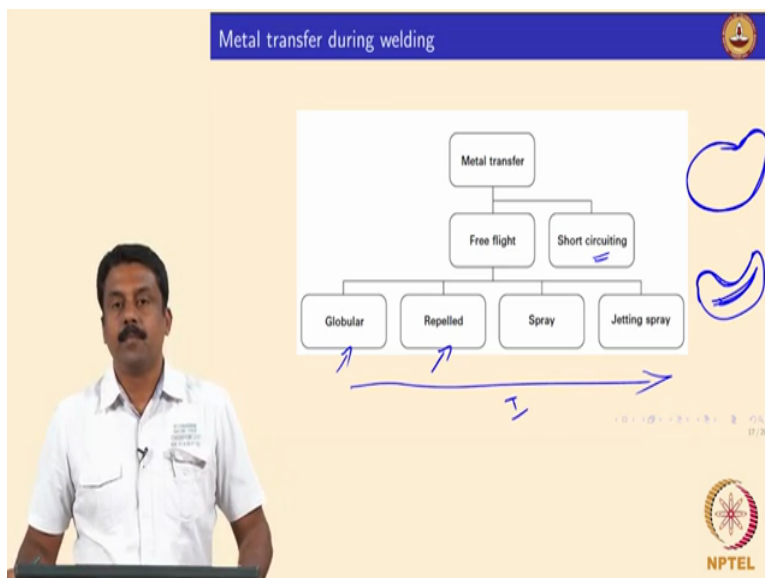 Metal transfer during welding
Metal transfer
Free flight
Short circuiting
Globular
Repelled
Spray
Jetting spray
I
NPTEL